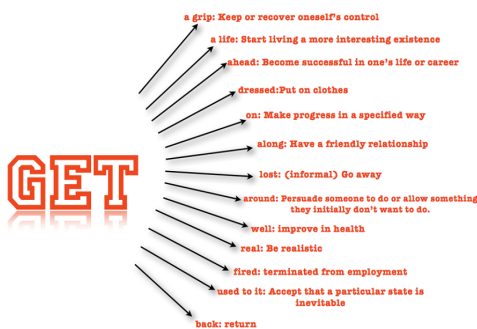 a grip: Keep or recover oneself's control
a life: Start living a more interesting existence
ahead: Become successful in one's life or career
dressed:Put on clothes
on: Make progress in a specified way
along: Have a friendly relationship
GET
lost: (informal) Go away
around: Persuade someone to do or allow something
they initially don't want to do.
well: improve in health
real: Be realistic
fired: terminated from employment
used to it: Accept that a particular state is
inevitable
back: return